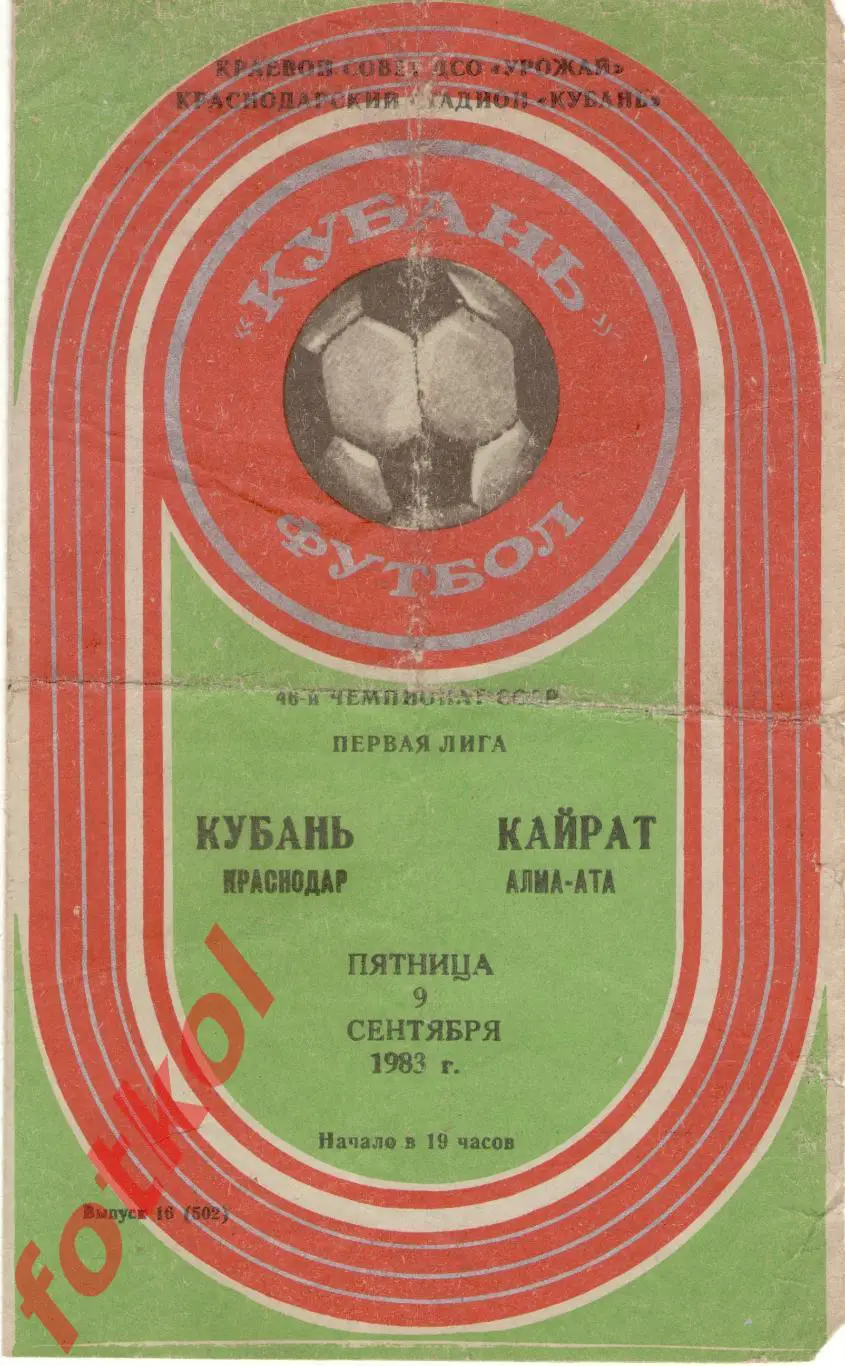 КРАЕВОЙ СОВЕТ ДСО «УРОЖАЙ»
КРАСНОДАРСКИЙ СТАДИОН «КУБАНЬ»
«КУБАНЬ»
ФУТБОЛ
46-й ЧЕМПИОНАТ СССР
ПЕРВАЯ ЛИГА
КУБАНЬ КАЙРАТ
КРАСНОДАР АЛМА-АТА
ПЯТНИЦА
9
СЕНТЯБРЯ
1983 г.
Начало в 19 часов
Выпуск 16 (502)
fotkol